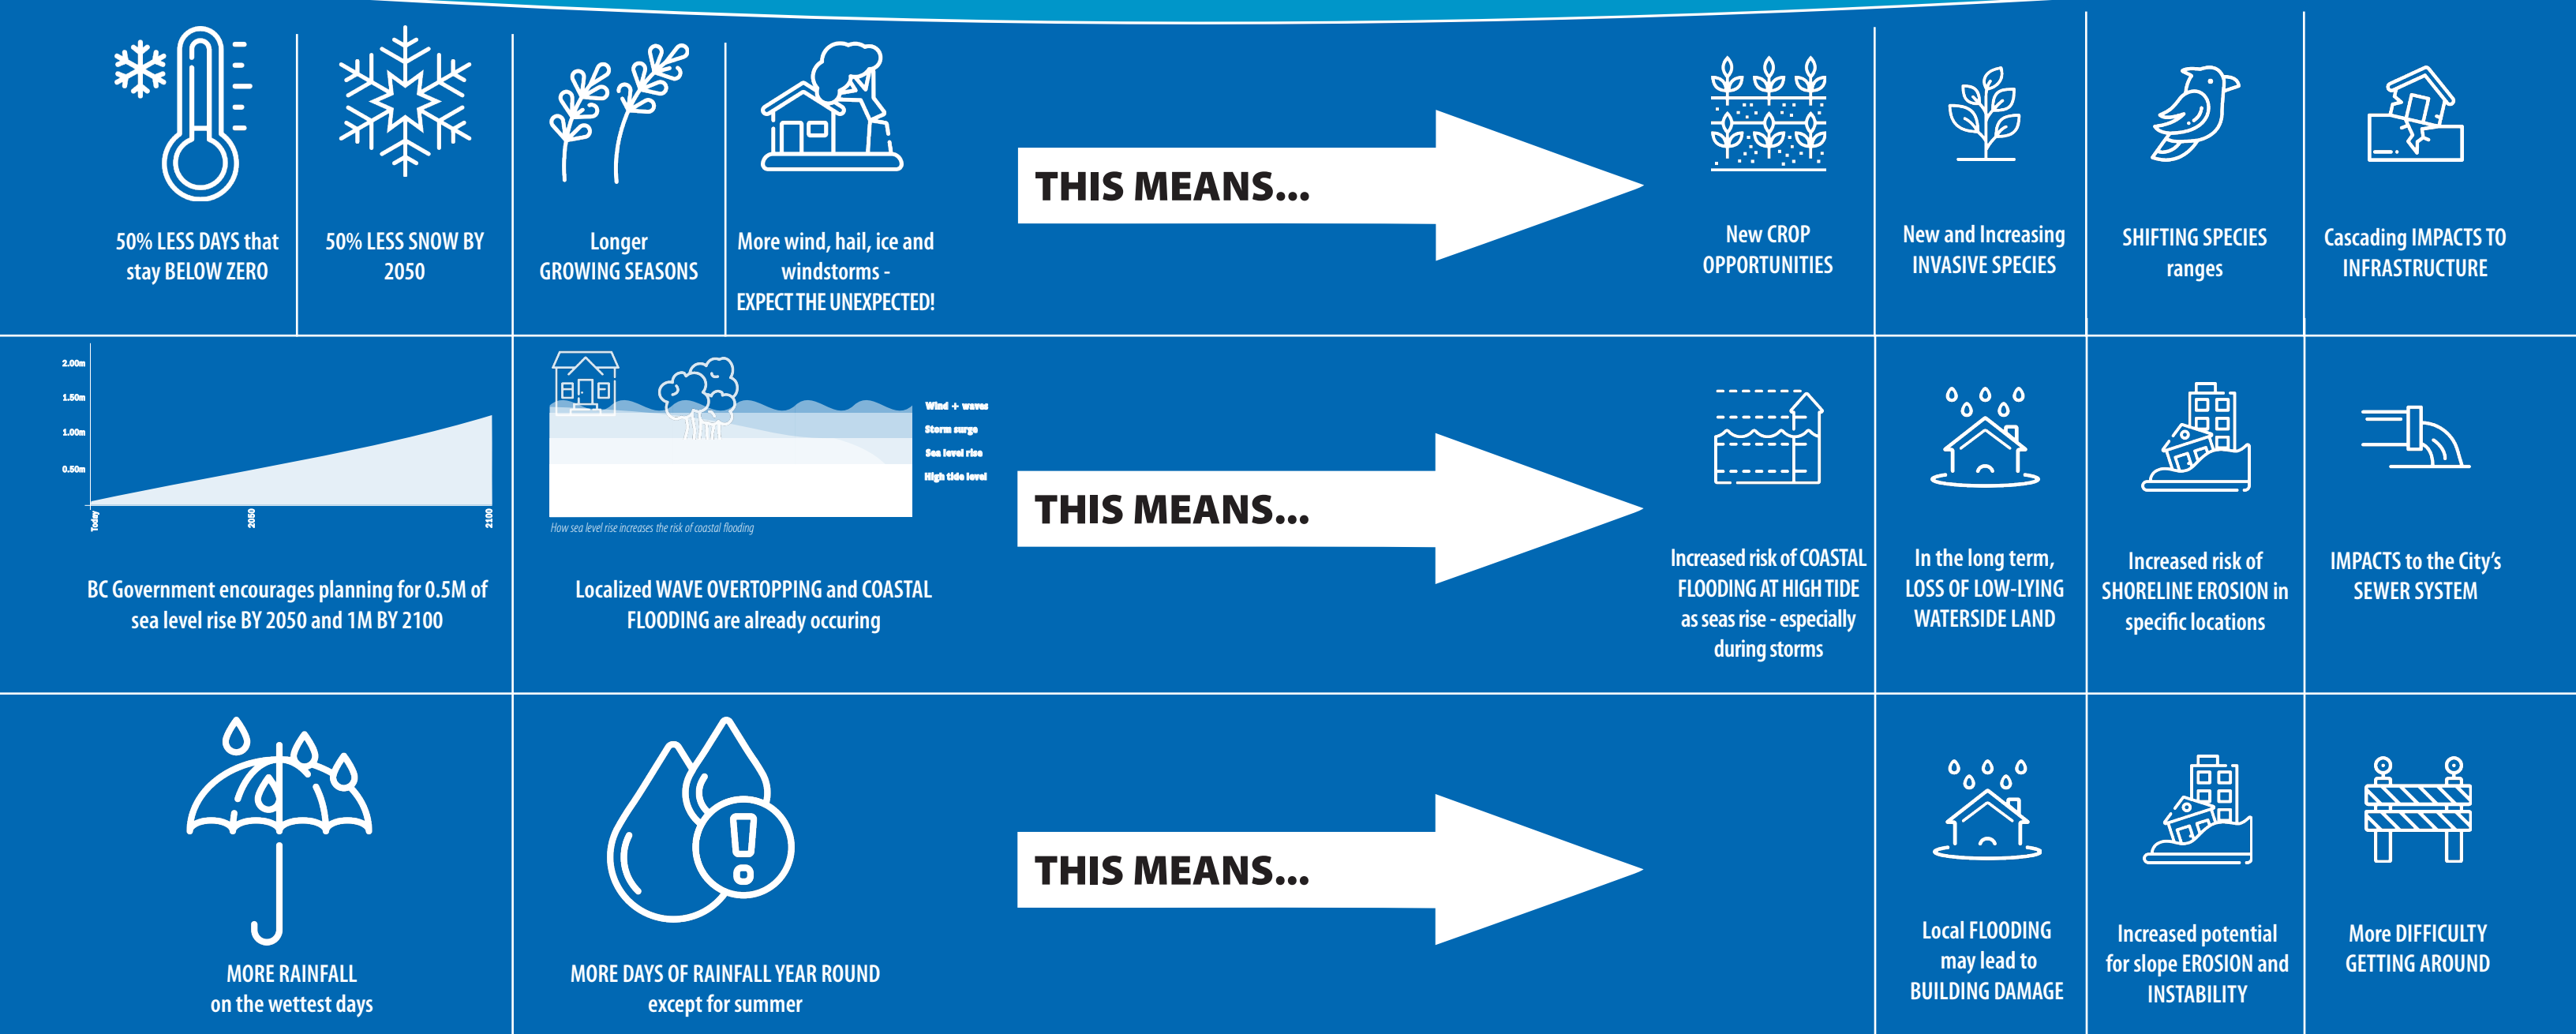 50% LESS DAYS that
stay BELOW ZERO
50% LESS SNOW BY
2050
Longer
GROWING SEASONS
More wind, hail, ice and
windstorms -
EXPECT THE UNEXPECTED!
THIS MEANS...
New CROP
OPPORTUNITIES
New and Increasing
INVASIVE SPECIES
SHIFTING SPECIES
ranges
Cascading IMPACTS TO
INFRASTRUCTURE
2.00m
1.50m
1.00m
0.50m
Today
2050
2100
BC Government encourages planning for 0.5M of
sea level rise BY 2050 and 1M BY 2100
Wind + waves
Storm surge
Sea level rise
High tide level
How sea level rise increases the risk of coastal flooding
Localized WAVE OVERTOPPING and COASTAL
FLOODING are already occuring
THIS MEANS...
Increased risk of COASTAL
FLOODING AT HIGH TIDE
as seas rise - especially
during storms
In the long term,
LOSS OF LOW-LYING
WATERSIDE LAND
Increased risk of
SHORELINE EROSION in
specific locations
IMPACTS to the City's
SEWER SYSTEM
MORE RAINFALL
on the wettest days
MORE DAYS OF RAINFALL YEAR ROUND
except for summer
THIS MEANS...
Local FLOODING
may lead to
BUILDING DAMAGE
Increased potential
for slope EROSION and
INSTABILITY
More DIFFICULTY
GETTING AROUND